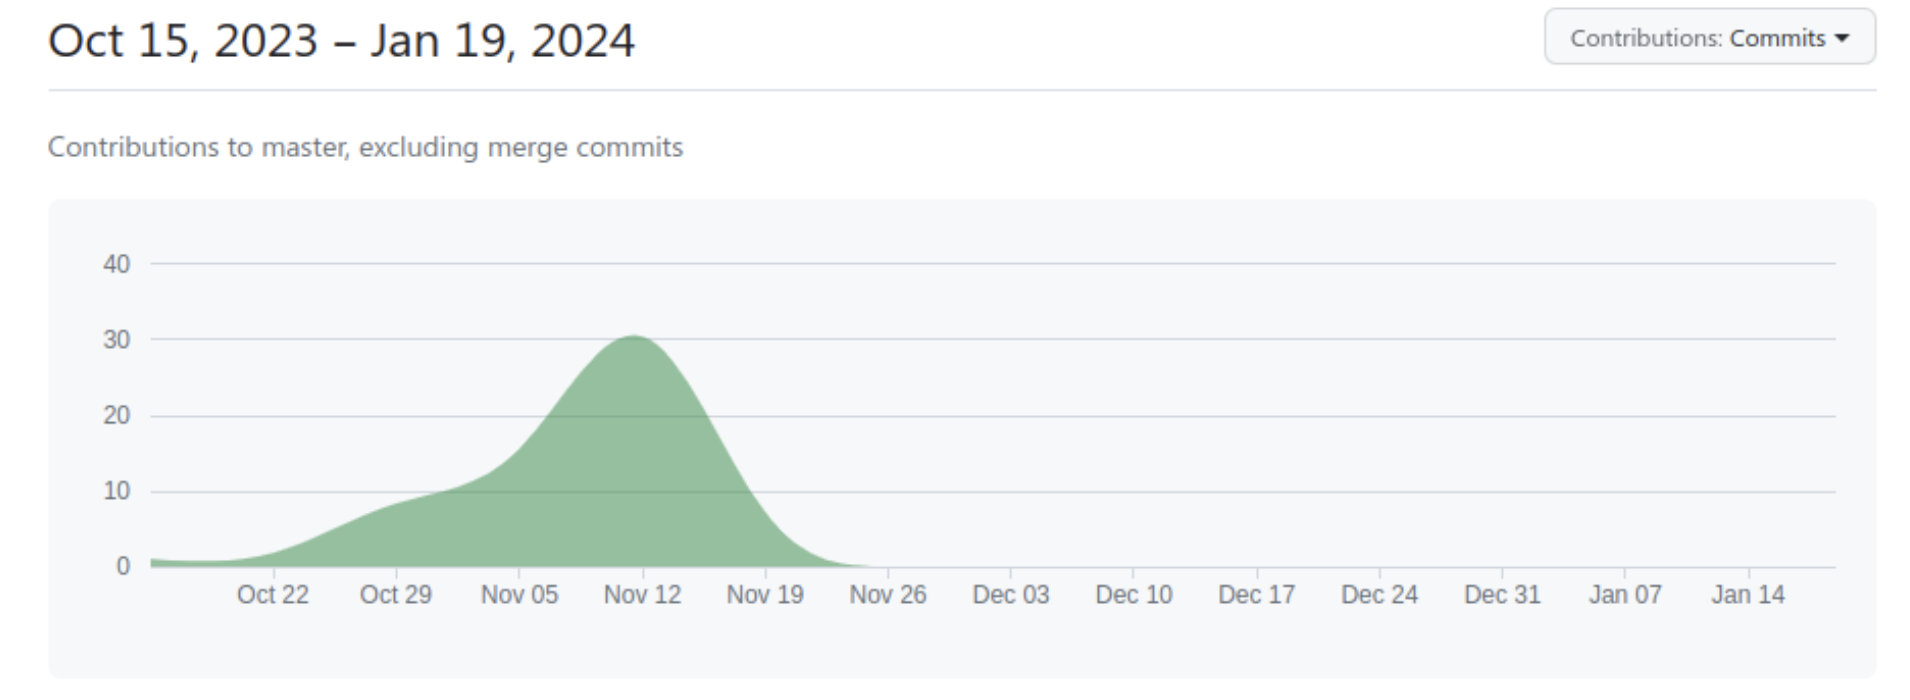 Oct 15, 2023 – Jan 19, 2024
Contributions: Commits
Contributions to master, excluding merge commits
40
30
20
10
0
Oct 22 Oct 29 Nov 05 Nov 12 Nov 19 Nov 26 Dec 03 Dec 10 Dec 17 Dec 24 Dec 31 Jan 07 Jan 14